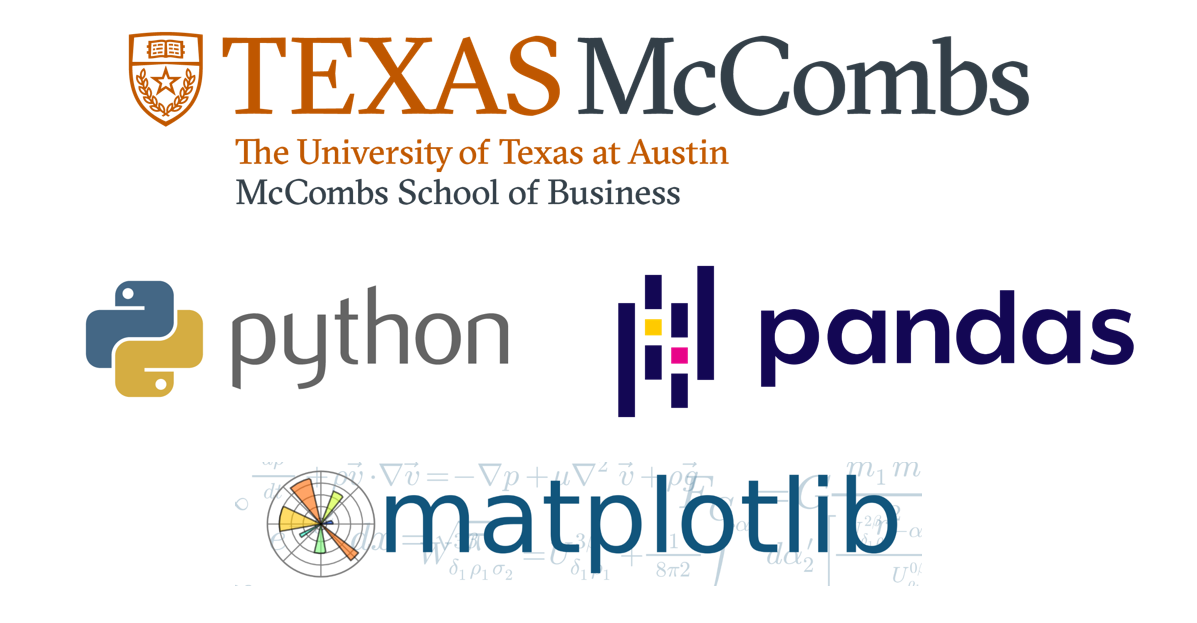 TEXAS McCombs
The University of Texas at Austin
McCombs School of Business
python
pandas
matplotlib